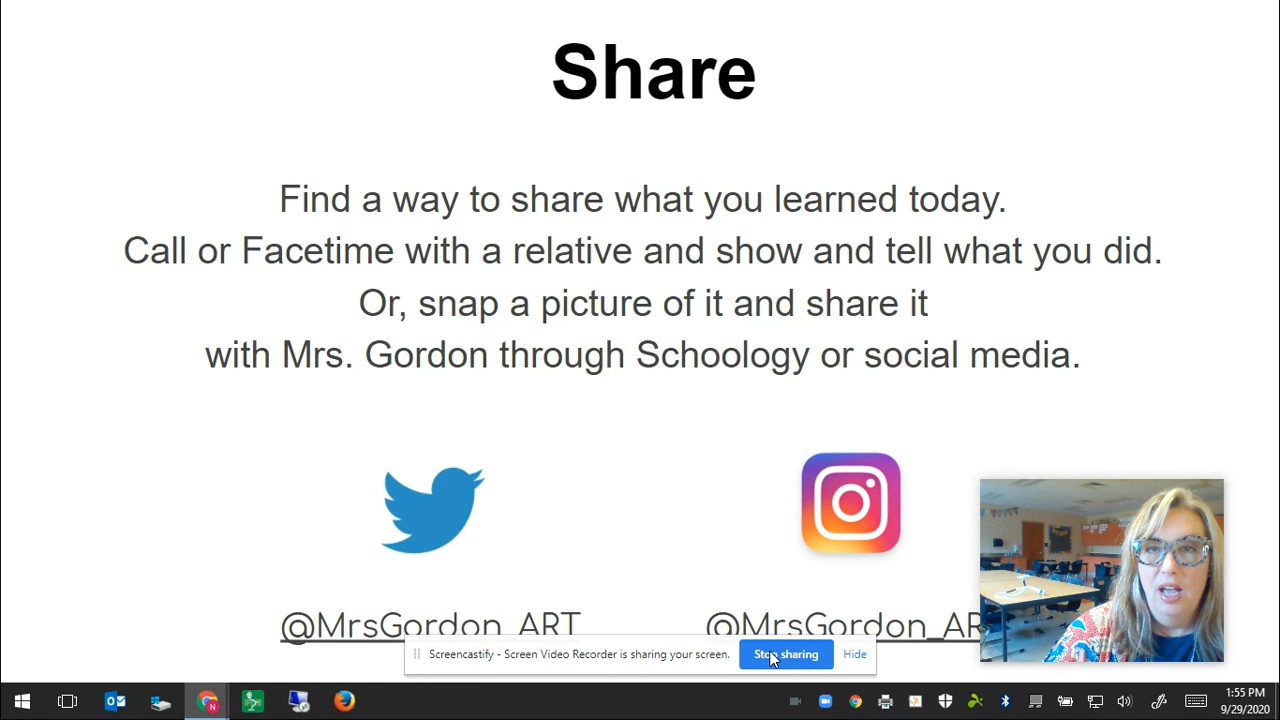 Share
Find a way to share what you learned today.
Call or Facetime with a relative and show and tell what you did.
Or, snap a picture of it and share it
with Mrs. Gordon through Schoology or social media.
@MrsGordon_ART
@MrsGordon_AR
Screencastify - Screen Video Recorder is sharing your screen.
Stop sharing
Hide
1:55 PM
9/29/2020